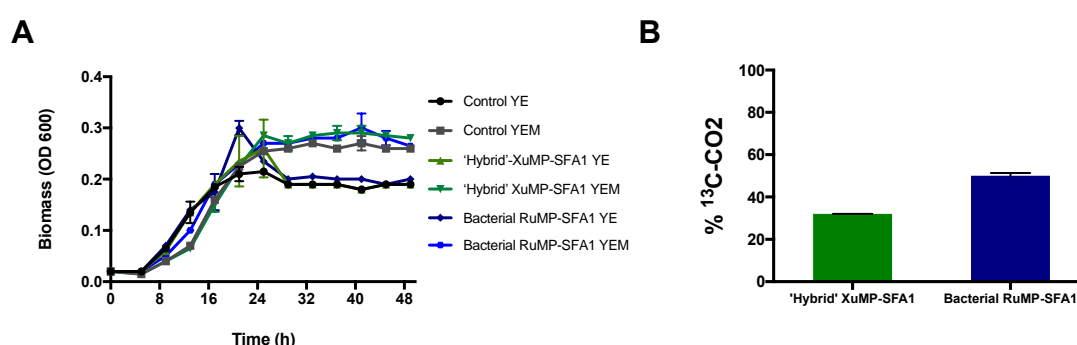 A
B
0.4
0.3
0.2
0.1
0.0
Biomass (OD 600)
0 8 16 24 32 40 48
Time (h)
Control YE
Control YEM
'Hybrid'-XuMP-SFA1 YE
'Hybrid' XuMP-SFA1 YEM
Bacterial RuMP-SFA1 YE
Bacterial RuMP-SFA1 YEM
100
80
60
40
20
0
% ¹³C-CO2
'Hybrid' XuMP-SFA1 Bacterial RuMP-SFA1